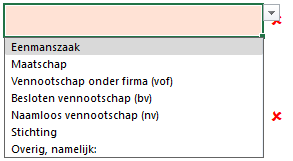 Eenmanszaak
Maatschap
Vennootschap onder firma (vof)
Besloten vennootschap (bv)
Naamloos vennootschap (nv)
Stichting
Overig, namelijk: